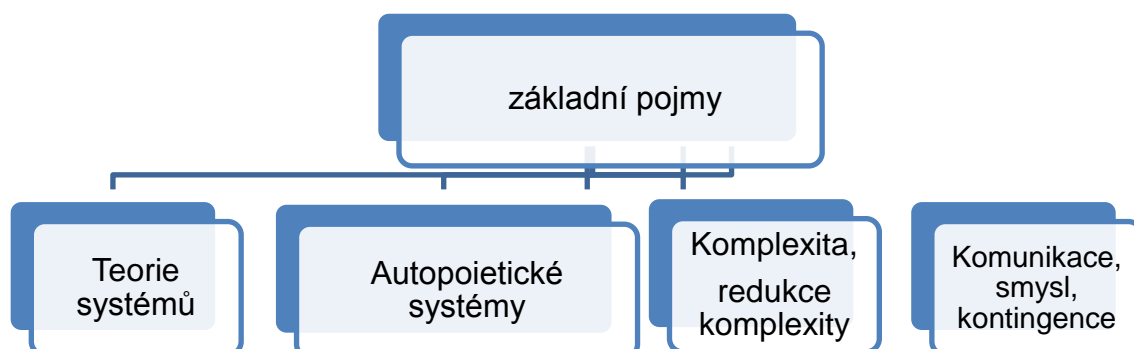 základní pojmy
Teorie
systémů
Autopoietické
systémy
Komplexita,
redukce
komplexity
Komunikace,
smysl,
kontingence